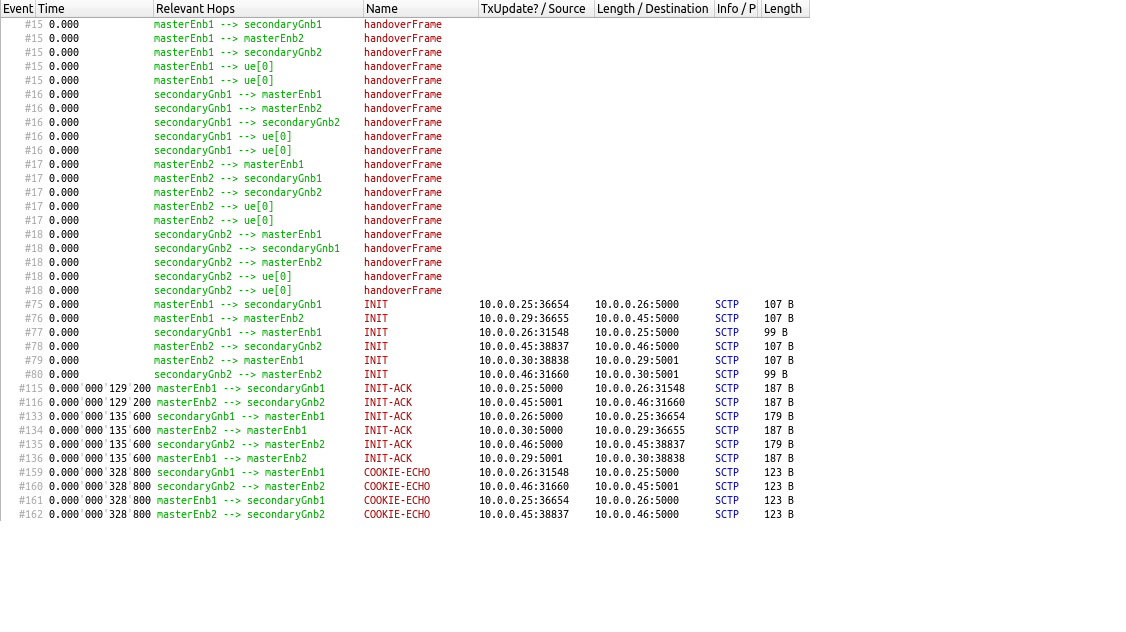 Event Time Relevant Hops Name TxUpdate? / Source Length / Destination Info / P Length
#15 0.000 masterEnb1 --> secondaryGnb1 handoverFrame
#15 0.000 masterEnb1 --> masterEnb2 handoverFrame
#15 0.000 masterEnb1 --> secondaryGnb2 handoverFrame
#15 0.000 masterEnb1 --> ue[0] handoverFrame
#15 0.000 masterEnb1 --> ue[0] handoverFrame
#16 0.000 secondaryGnb1 --> masterEnb1 handoverFrame
#16 0.000 secondaryGnb1 --> masterEnb2 handoverFrame
#16 0.000 secondaryGnb1 --> secondaryGnb2 handoverFrame
#16 0.000 secondaryGnb1 --> ue[0] handoverFrame
#16 0.000 secondaryGnb1 --> ue[0] handoverFrame
#17 0.000 masterEnb2 --> masterEnb1 handoverFrame
#17 0.000 masterEnb2 --> secondaryGnb1 handoverFrame
#17 0.000 masterEnb2 --> secondaryGnb2 handoverFrame
#17 0.000 masterEnb2 --> ue[0] handoverFrame
#17 0.000 masterEnb2 --> ue[0] handoverFrame
#18 0.000 secondaryGnb2 --> masterEnb1 handoverFrame
#18 0.000 secondaryGnb2 --> secondaryGnb1 handoverFrame
#18 0.000 secondaryGnb2 --> masterEnb2 handoverFrame
#18 0.000 secondaryGnb2 --> ue[0] handoverFrame
#18 0.000 secondaryGnb2 --> ue[0] handoverFrame
#75 0.000 masterEnb1 --> secondaryGnb1 INIT 10.0.0.25:36654 10.0.0.26:5000 SCTP 107 B
#76 0.000 masterEnb1 --> masterEnb2 INIT 10.0.0.29:36655 10.0.0.45:5000 SCTP 107 B
#77 0.000 secondaryGnb1 --> masterEnb1 INIT 10.0.0.26:31548 10.0.0.25:5000 SCTP 99 B
#78 0.000 masterEnb2 --> secondaryGnb2 INIT 10.0.0.45:38837 10.0.0.46:5000 SCTP 107 B
#79 0.000 masterEnb2 --> masterEnb1 INIT 10.0.0.30:38838 10.0.0.29:5001 SCTP 107 B
#80 0.000 secondaryGnb2 --> masterEnb2 INIT 10.0.0.46:31660 10.0.0.30:5001 SCTP 99 B
#115 0.000'000'129'200 masterEnb1 --> secondaryGnb1 INIT-ACK 10.0.0.25:5000 10.0.0.26:31548 SCTP 187 B
#116 0.000'000'129'200 masterEnb2 --> secondaryGnb2 INIT-ACK 10.0.0.45:5001 10.0.0.46:31660 SCTP 187 B
#133 0.000'000'135'600 secondaryGnb1 --> masterEnb1 INIT-ACK 10.0.0.26:5000 10.0.0.25:36654 SCTP 179 B
#134 0.000'000'135'600 masterEnb2 --> masterEnb1 INIT-ACK 10.0.0.30:5000 10.0.0.29:36655 SCTP 187 B
#135 0.000'000'135'600 secondaryGnb2 --> masterEnb2 INIT-ACK 10.0.0.46:5000 10.0.0.45:38837 SCTP 179 B
#136 0.000'000'135'600 masterEnb1 --> masterEnb2 INIT-ACK 10.0.0.29:5001 10.0.0.30:38838 SCTP 187 B
#159 0.000'000'328'800 secondaryGnb1 --> masterEnb1 COOKIE-ECHO 10.0.0.26:31548 10.0.0.25:5000 SCTP 123 B
#160 0.000'000'328'800 secondaryGnb2 --> masterEnb2 COOKIE-ECHO 10.0.0.46:31660 10.0.0.45:5001 SCTP 123 B
#161 0.000'000'328'800 masterEnb1 --> secondaryGnb1 COOKIE-ECHO 10.0.0.25:36654 10.0.0.26:5000 SCTP 123 B
#162 0.000'000'328'800 masterEnb2 --> secondaryGnb2 COOKIE-ECHO 10.0.0.45:38837 10.0.0.46:5000 SCTP 123 B